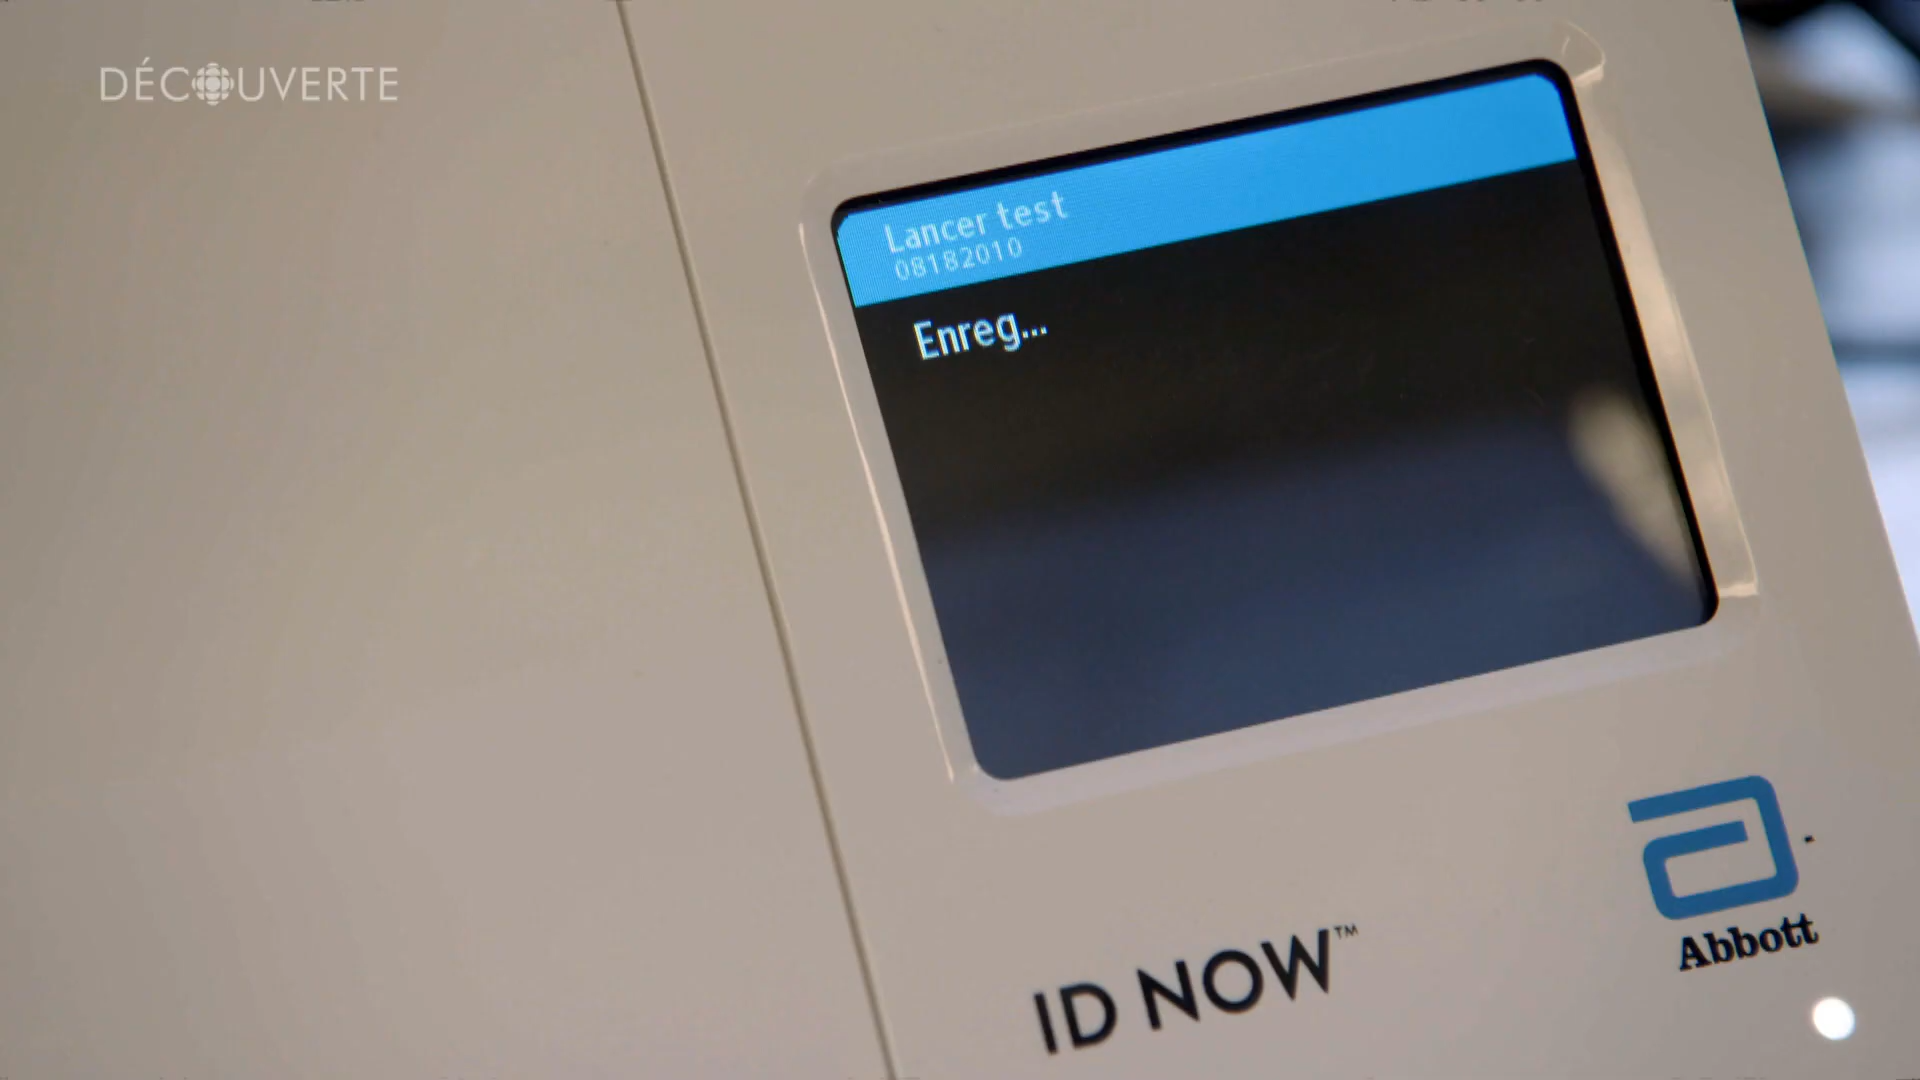 DÉCOUVERTE
Lancer test
08182010
Enreg...
ID NOW™
Abbott